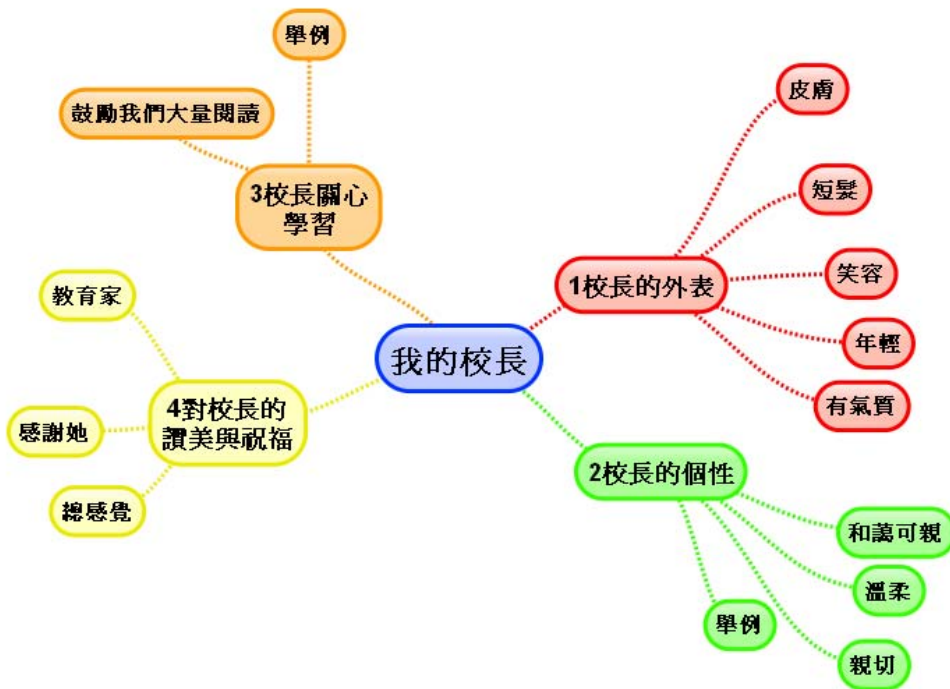 我的校長
1校長的外表
皮膚
短髮
笑容
年輕
有氣質
2校長的個性
和藹可親
溫柔
親切
舉例
3校長關心
學習
舉例
鼓勵我們大量閱讀
4對校長的
讚美與祝福
教育家
感謝她
總感覺